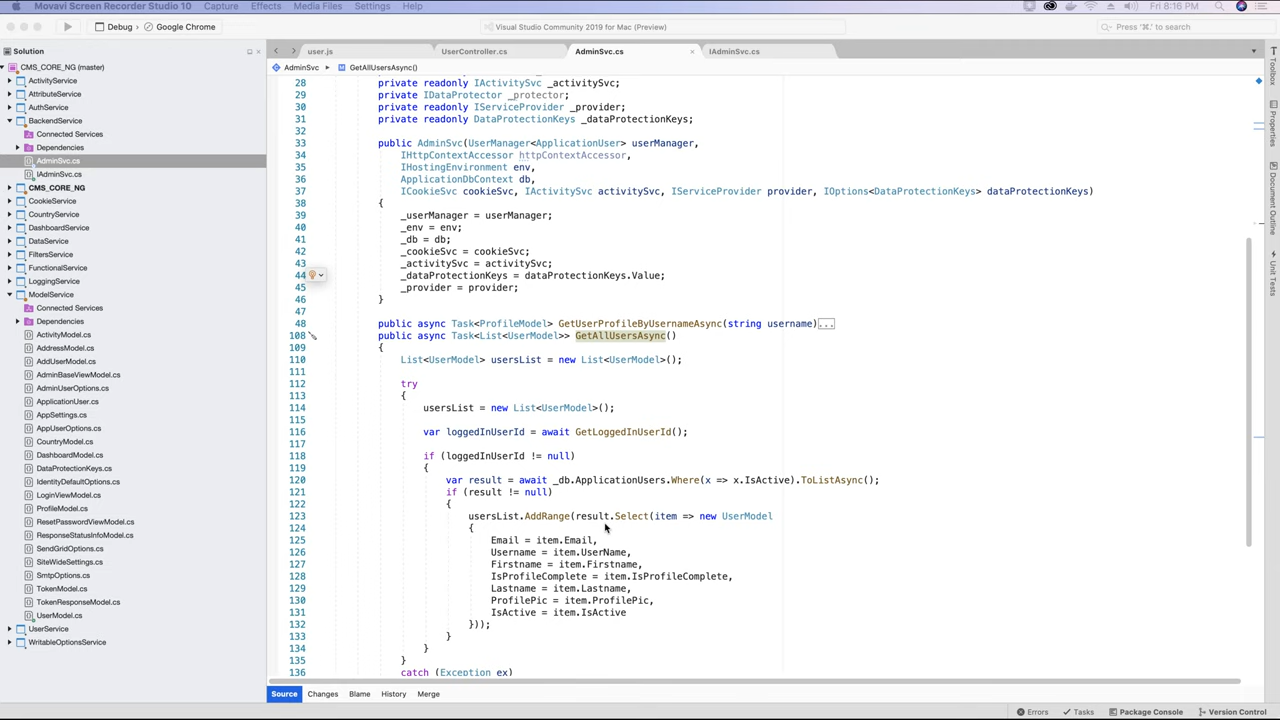 Movavi Screen Recorder Studio 10 Capture Effects Media Files Settings Help Fri 8:16 PM
Debug Google Chrome Visual Studio Community 2019 for Mac (Preview) Press '⌘.' to search
Solution
CMS_CORE_NG (master)
ActivityService
AttributeService
AuthService
BackendService
Connected Services
Dependencies
AdminSvc.cs
IAdminSvc.cs
CMS_CORE_NG
CookieService
CountryService
DashboardService
DataService
FiltersService
FunctionalService
LoggingService
ModelService
Connected Services
Dependencies
ActivityModel.cs
AddressModel.cs
AddUserModel.cs
AdminBaseViewModel.cs
AdminUserOptions.cs
ApplicationUser.cs
AppSettings.cs
AppUserOptions.cs
CountryModel.cs
DashboardModel.cs
DataProtectionKeys.cs
IdentityDefaultOptions.cs
LoginViewModel.cs
ProfileModel.cs
ResetPasswordViewModel.cs
ResponseStatusInfoModel.cs
SendGridOptions.cs
SiteWideSettings.cs
SmtpOptions.cs
TokenModel.cs
TokenResponseModel.cs
UserModel.cs
UserService
WritableOptionsService
user.js UserController.cs AdminSvc.cs IAdminSvc.cs
AdminSvc GetAllUsersAsync()
28 private readonly IActivitySvc _activitySvc;
29 private IDataProtector _protector;
30 private readonly IServiceProvider _provider;
31 private readonly DataProtectionKeys _dataProtectionKeys;
32
33 public AdminSvc(UserManager<ApplicationUser> userManager,
34 IHttpContextAccessor httpContextAccessor,
35 IHostingEnvironment env,
36 ApplicationDbContext db,
37 ICookieSvc cookieSvc, IActivitySvc activitySvc, IServiceProvider provider, IOptions<DataProtectionKeys> dataProtectionKeys)
38 {
39 _userManager = userManager;
40 _env = env;
41 _db = db;
42 _cookieSvc = cookieSvc;
43 _activitySvc = activitySvc;
44 _dataProtectionKeys = dataProtectionKeys.Value;
45 _provider = provider;
46 }
47
48 public async Task<ProfileModel> GetUserProfileByUsernameAsync(string username)...
108 public async Task<List<UserModel>> GetAllUsersAsync()
109 {
110 List<UserModel> usersList = new List<UserModel>();
111
112 try
113 {
114 usersList = new List<UserModel>();
115
116 var loggedInUserId = await GetLoggedInUserId();
117
118 if (loggedInUserId != null)
119 {
120 var result = await _db.ApplicationUsers.Where(x => x.IsActive).ToListAsync();
121 if (result != null)
122 {
123 usersList.AddRange(result.Select(item => new UserModel
124 {
125 Email = item.Email,
126 Username = item.UserName,
127 Firstname = item.Firstname,
128 IsProfileComplete = item.IsProfileComplete,
129 Lastname = item.Lastname,
130 ProfilePic = item.ProfilePic,
131 IsActive = item.IsActive
132 }));
133 }
134 }
135 }
136 catch (Exception ex)
Toolbox
Properties
Document Outline
Unit Tests
Source Changes Blame History Merge
Errors Tasks Package Console Version Control